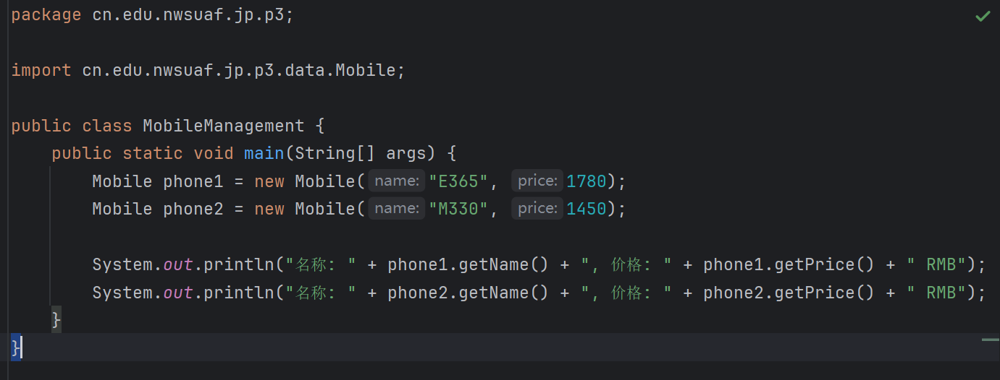 package cn.edu.nwsuaf.jp.p3;
import cn.edu.nwsuaf.jp.p3.data.Mobile;
public class MobileManagement {
public static void main(String[] args) {
Mobile phone1 = new Mobile( name: "E365", price: 1780);
Mobile phone2 = new Mobile( name: "M330", price: 1450);
System.out.println("名称: " + phone1.getName() + ", 价格: " + phone1.getPrice() + " RMB");
System.out.println("名称: " + phone2.getName() + ", 价格: " + phone2.getPrice() + " RMB");
}
}